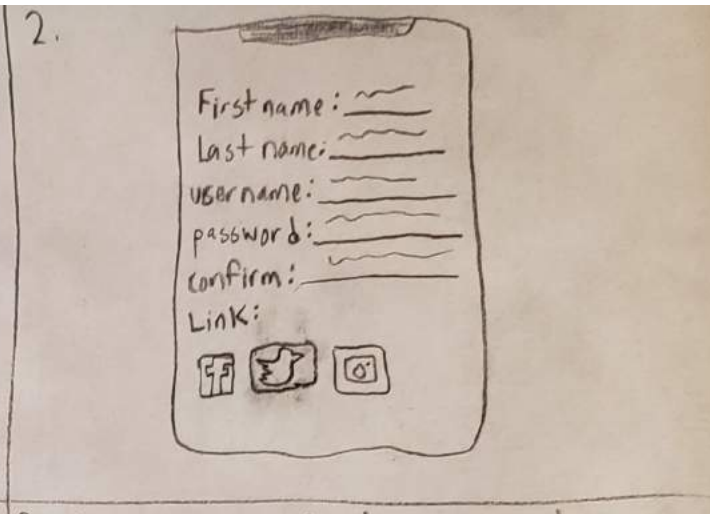 2.
First name:
Last name:
username:
password:
confirm:
Link:
f